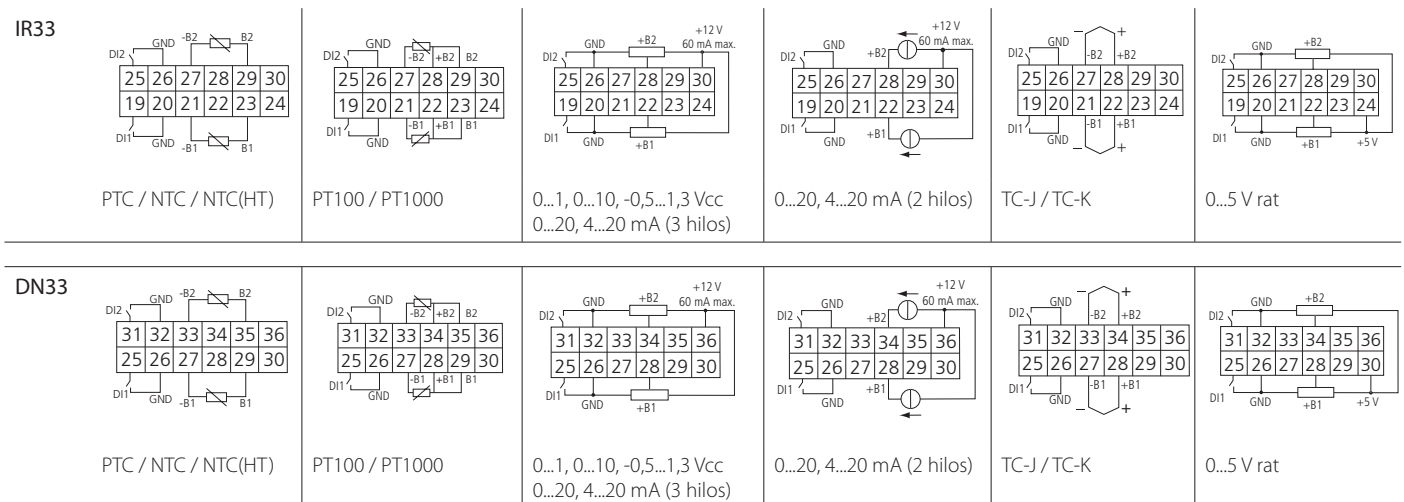 IR33
DI2 GND -B2 B2
25 26 27 28 29 30
19 20 21 22 23 24
DI1 GND -B1 B1
PTC / NTC / NTC(HT)
DI2 GND -B2 +B2 B2
25 26 27 28 29 30
19 20 21 22 23 24
DI1 GND -B1 +B1 B1
PT100 / PT1000
+12 V
DI2 GND +B2 60 mA max.
25 26 27 28 29 30
19 20 21 22 23 24
DI1 GND +B1
0...1, 0...10, -0,5...1,3 Vcc
0...20, 4...20 mA (3 hilos)
+12 V
DI2 GND +B2 60 mA max.
25 26 27 28 29 30
19 20 21 22 23 24
DI1 GND +B1
0...20, 4...20 mA (2 hilos)
– +
DI2 GND -B2 +B2
25 26 27 28 29 30
19 20 21 22 23 24
DI1 GND -B1 +B1
– +
TC-J / TC-K
DI2 GND +B2
25 26 27 28 29 30
19 20 21 22 23 24
DI1 GND +B1 +5 V
0...5 V rat
DN33
DI2 GND -B2 B2
31 32 33 34 35 36
25 26 27 28 29 30
DI1 GND -B1 B1
PTC / NTC / NTC(HT)
DI2 GND -B2 +B2 B2
31 32 33 34 35 36
25 26 27 28 29 30
DI1 GND -B1 +B1 B1
PT100 / PT1000
+12 V
DI2 GND +B2 60 mA max.
31 32 33 34 35 36
25 26 27 28 29 30
DI1 GND +B1
0...1, 0...10, -0,5...1,3 Vcc
0...20, 4...20 mA (3 hilos)
+12 V
DI2 GND +B2 60 mA max.
31 32 33 34 35 36
25 26 27 28 29 30
DI1 GND +B1
0...20, 4...20 mA (2 hilos)
– +
DI2 GND -B2 +B2
31 32 33 34 35 36
25 26 27 28 29 30
DI1 GND -B1 +B1
– +
TC-J / TC-K
DI2 GND +B2
31 32 33 34 35 36
25 26 27 28 29 30
DI1 GND +B1 +5 V
0...5 V rat